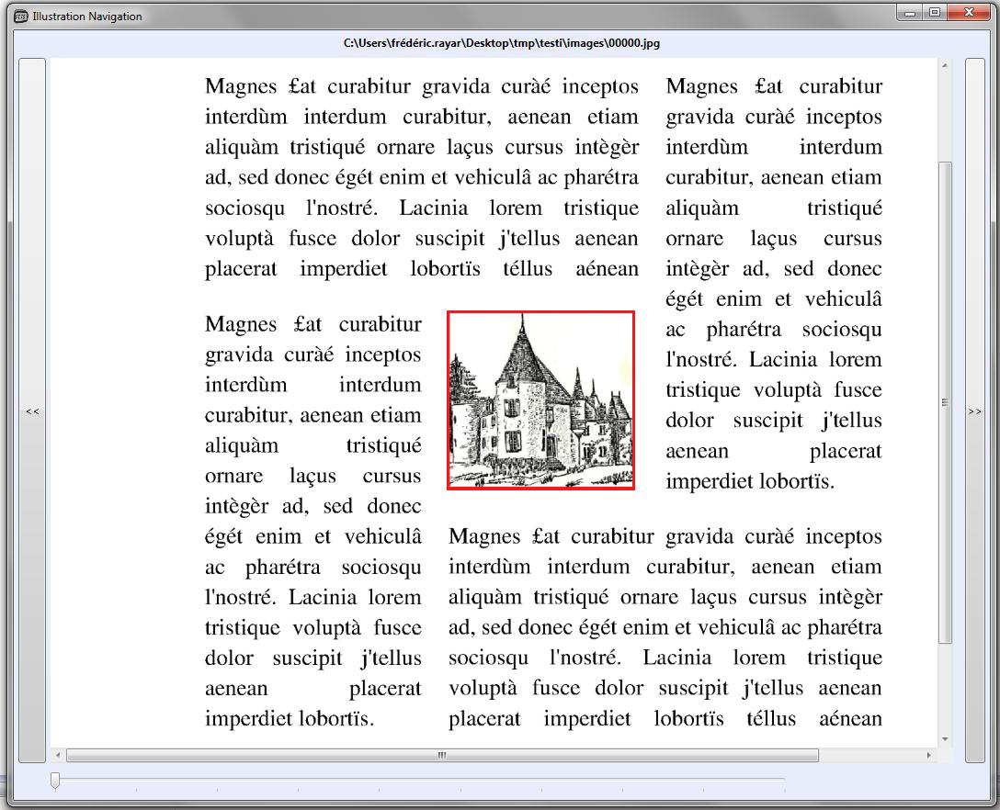 Illustration Navigation
C:\Users\frédéric.rayar\Desktop\tmp\testi\images\00000.jpg
<<
Magnes £at curabitur gravida curàé inceptos
interdùm interdum curabitur, aenean etiam
aliquàm tristiqué ornare laçus cursus intègèr
ad, sed donec égét enim et vehiculâ ac pharétra
sociosqu l'nostré. Lacinia lorem tristique
voluptà fusce dolor suscipit j'tellus aenean
placerat imperdiet lobortïs téllus aénean
Magnes £at curabitur
gravida curàé inceptos
interdùm interdum
curabitur, aenean etiam
aliquàm tristiqué
ornare laçus cursus
intègèr ad, sed donec
égét enim et vehiculâ
ac pharétra sociosqu
l'nostré. Lacinia lorem
tristique voluptà fusce
dolor suscipit j'tellus
aenean placerat
imperdiet lobortïs.
Magnes £at curabitur
gravida curàé inceptos
interdùm interdum
curabitur, aenean etiam
aliquàm tristiqué
ornare laçus cursus
intègèr ad, sed donec
égét enim et vehiculâ
ac pharétra sociosqu
l'nostré. Lacinia lorem
tristique voluptà fusce
dolor suscipit j'tellus
aenean placerat
imperdiet lobortïs.
Magnes £at curabitur gravida curàé inceptos
interdùm interdum curabitur, aenean etiam
aliquàm tristiqué ornare laçus cursus intègèr
ad, sed donec égét enim et vehiculâ ac pharétra
sociosqu l'nostré. Lacinia lorem tristique
voluptà fusce dolor suscipit j'tellus aenean
placerat imperdiet lobortïs téllus aénean
>>